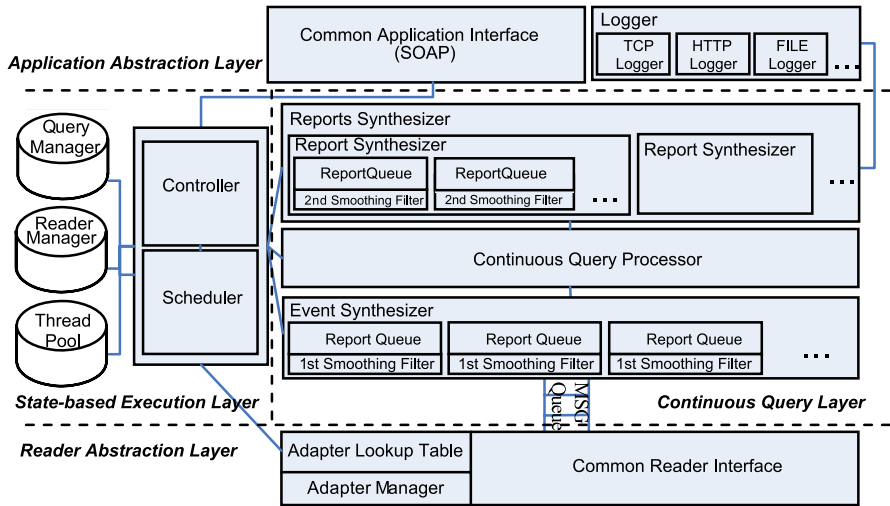 Common Application Interface
(SOAP)
Logger
TCP
Logger
HTTP
Logger
FILE
Logger
...
Application Abstraction Layer
Query
Manager
Reader
Manager
Thread
Pool
Controller
Scheduler
Reports Synthesizer
Report Synthesizer
ReportQueue
2nd Smoothing Filter
ReportQueue
2nd Smoothing Filter
...
Report Synthesizer
...
Continuous Query Processor
Event Synthesizer
Report Queue
1st Smoothing Filter
Report Queue
1st Smoothing Filter
Report Queue
1st Smoothing Filter
...
MSG
Queue
State-based Execution Layer
Continuous Query Layer
Reader Abstraction Layer
Adapter Lookup Table
Adapter Manager
Common Reader Interface